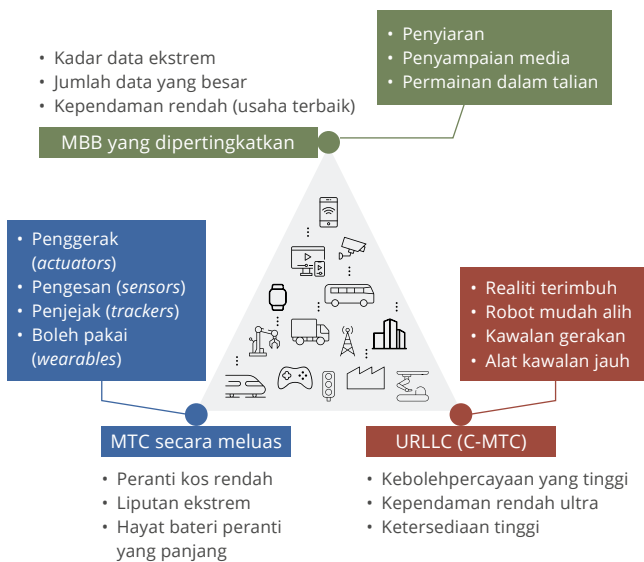 • Kadar data ekstrem
• Jumlah data yang besar
• Kependaman rendah (usaha terbaik)
MBB yang dipertingkatkan
• Penyiaran
• Penyampaian media
• Permainan dalam talian
• Penggerak
(actuators)
• Pengesan (sensors)
• Penjejak (trackers)
• Boleh pakai
(wearables)
• Realiti terimbuh
• Robot mudah alih
• Kawalan gerakan
• Alat kawalan jauh
MTC secara meluas
• Peranti kos rendah
• Liputan ekstrem
• Hayat bateri peranti
yang panjang
URLLC (C-MTC)
• Kebolehpercayaan yang tinggi
• Kependaman rendah ultra
• Ketersediaan tinggi